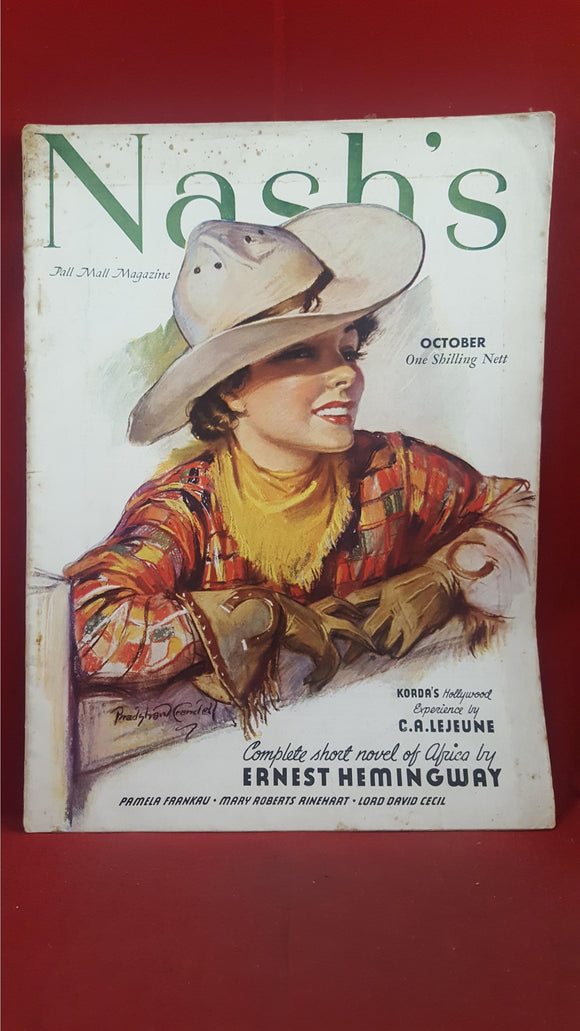 Nash's
Pall Mall Magazine
OCTOBER
One Shilling Nett
Bradshaw Crandell
KORDA'S Hollywood
Experience by
C.A. LEJEUNE
Complete short novel of Africa by
ERNEST HEMINGWAY
PAMELA FRANKAU • MARY ROBERTS RINEHART • LORD DAVID CECIL